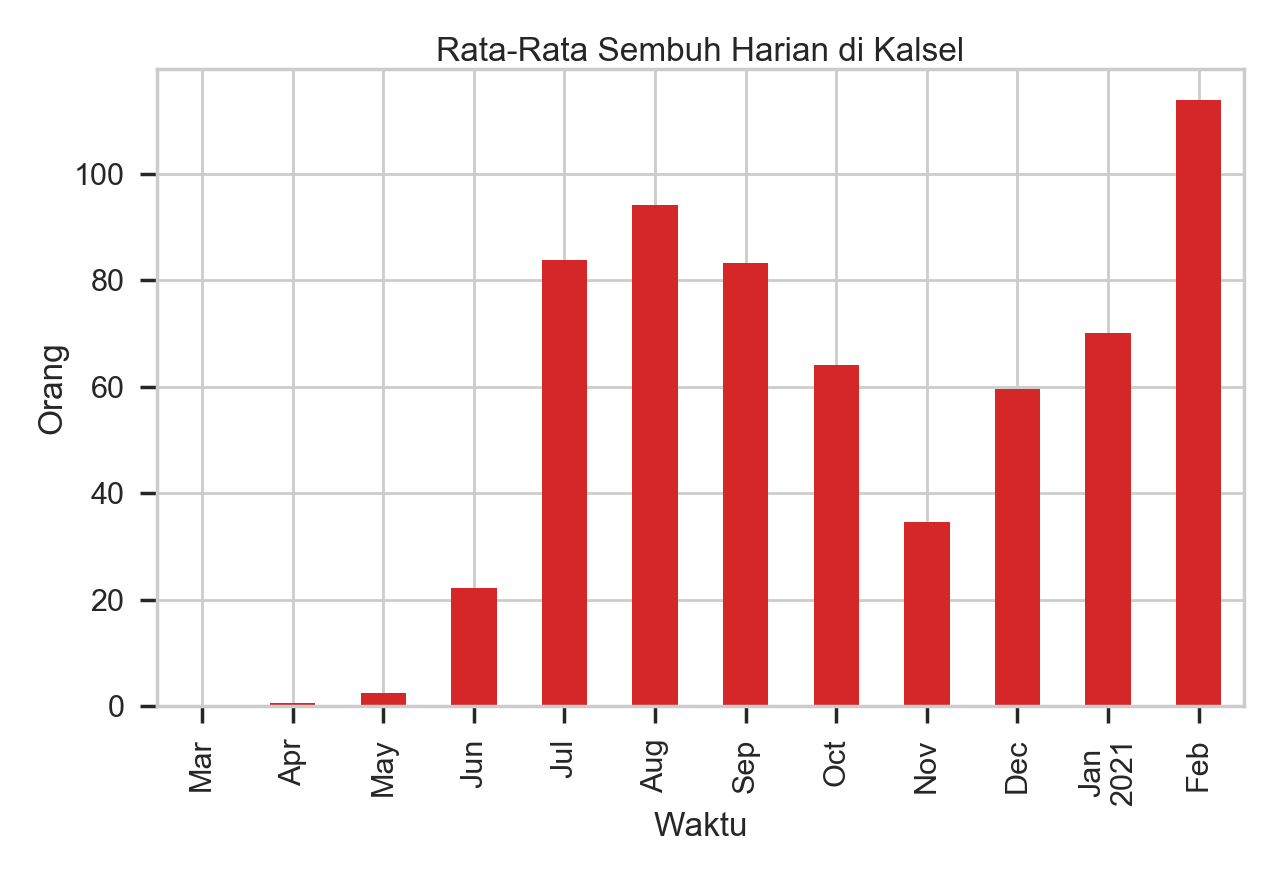 Rata-Rata Sembuh Harian di Kalsel
100
80
60
40
20
0
Orang
Mar
Apr
May
Jun
Jul
Aug
Sep
Oct
Nov
Dec
Jan
2021
Feb
Waktu